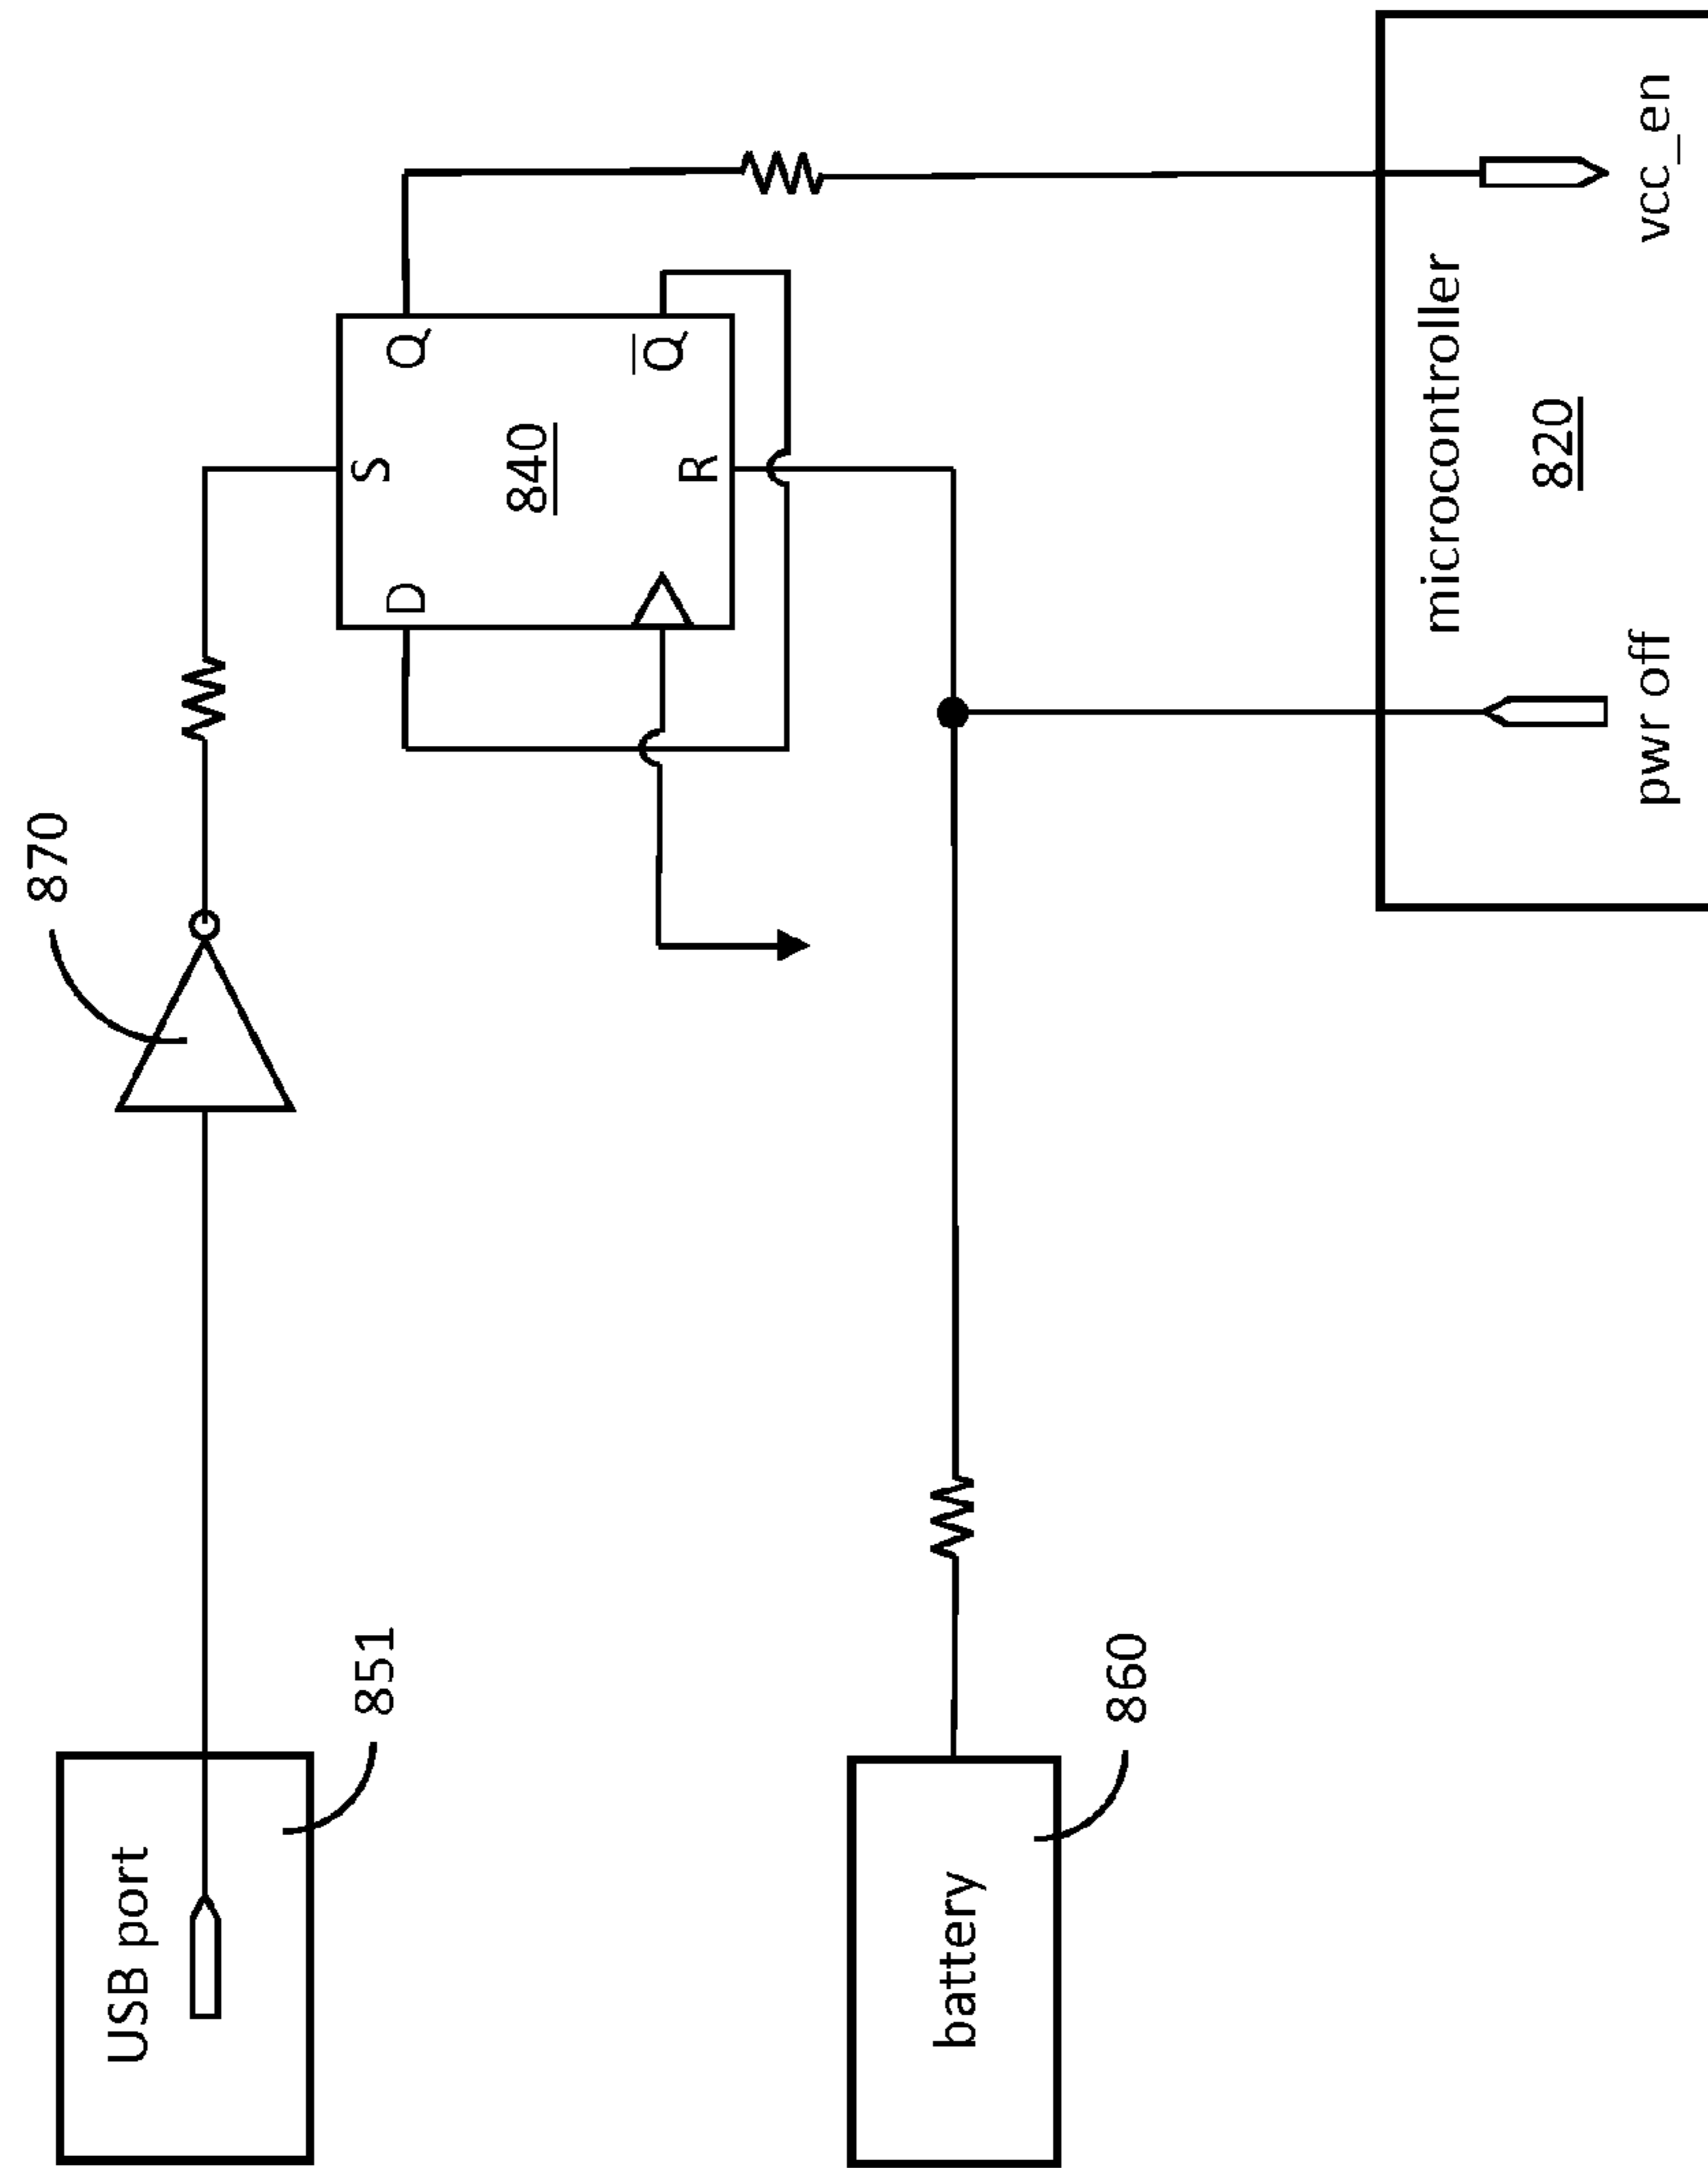 USB port
851
870
S
D
Q
840
R
Q̅
battery
860
microcontroller
820
pwr off
vcc_en